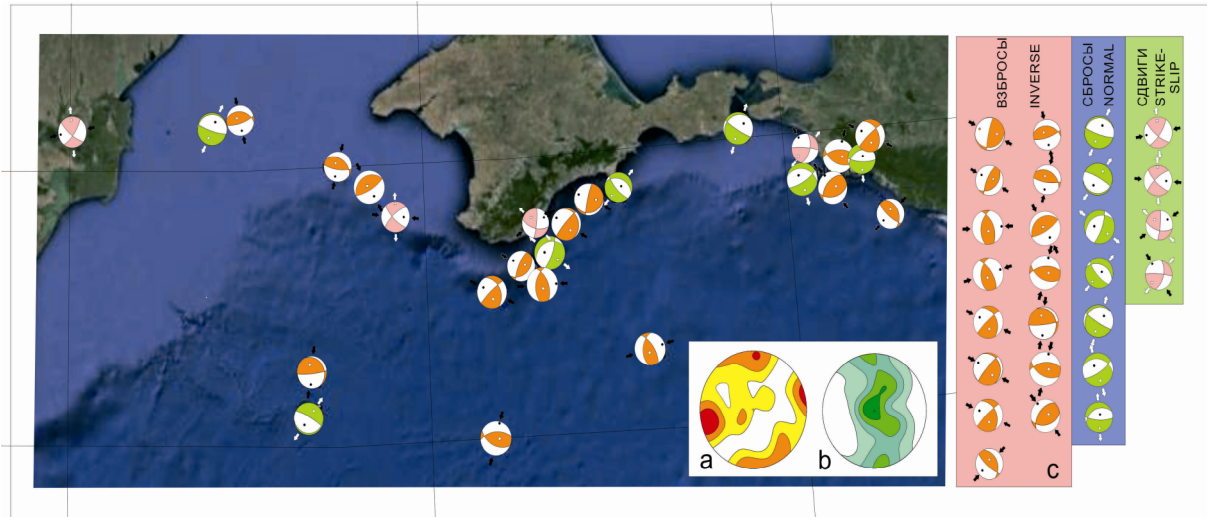 ВЗБРОСЫ
INVERSE
СБРОСЫ
NORMAL
СДВИГИ
STRIKE-
SLIP
a
b
c